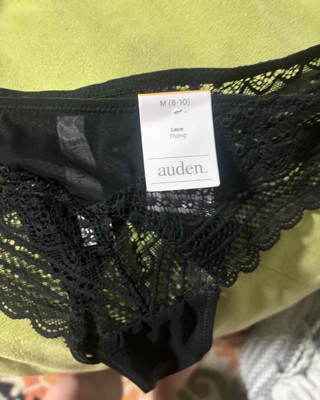 M (8-10)
Lace
Thong
auden.